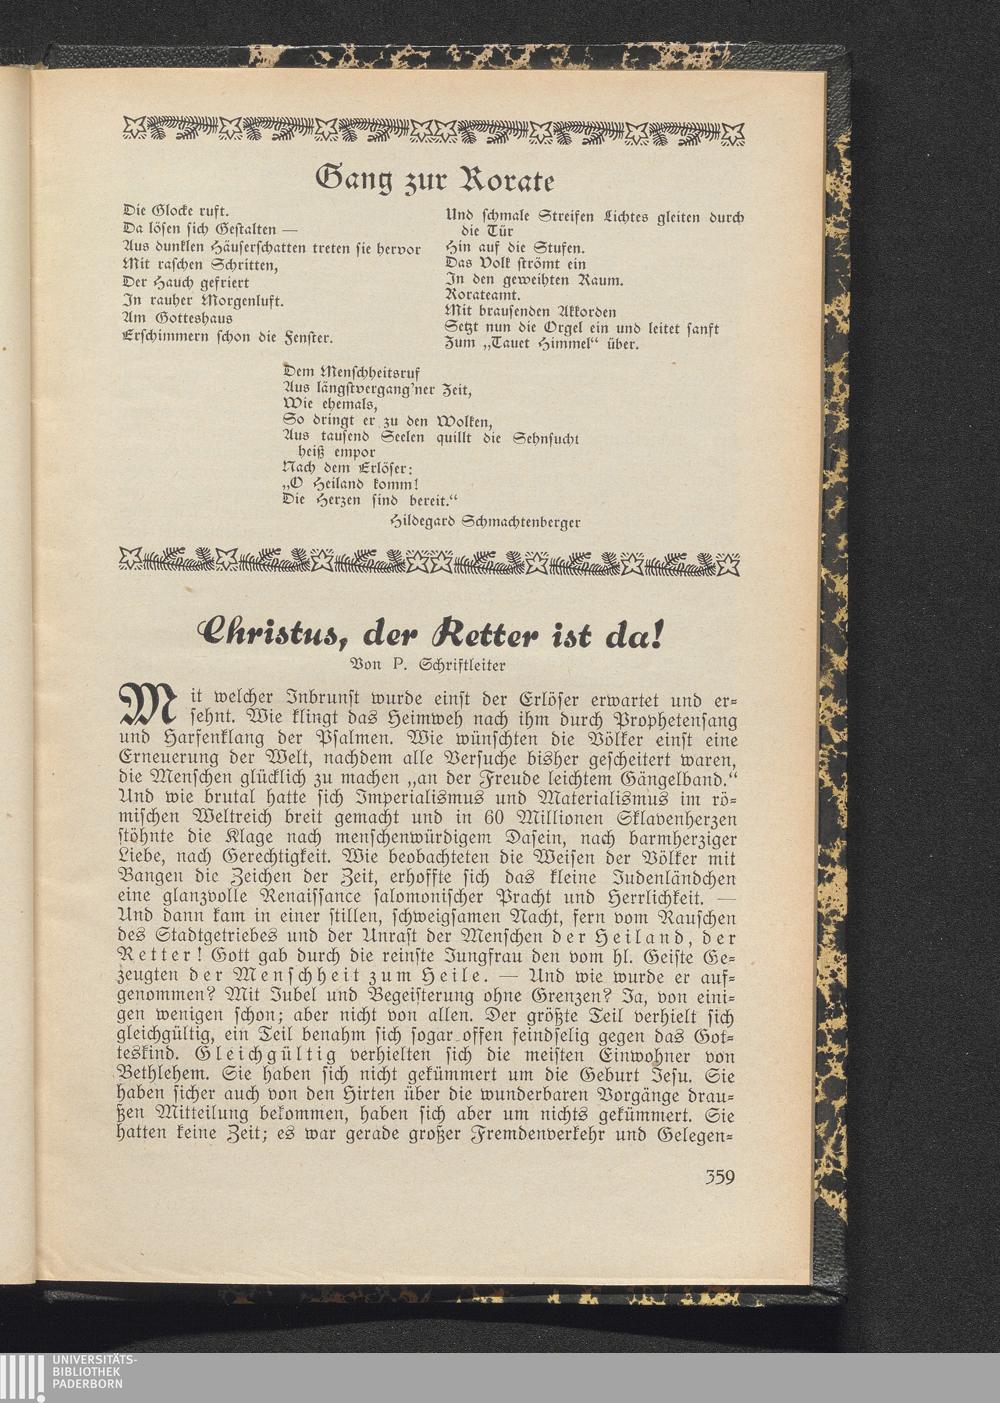 Gang zur Rorate
Die Glocke ruft.
Da lösen sich Gestalten —
Aus dunklen Häuserschatten treten sie hervor
Mit raschen Schritten,
Der Hauch gefriert
In rauher Morgenluft.
Am Gotteshaus
Erschimmern schon die Fenster.
Und schmale Streifen Lichtes gleiten durch
die Tür
Hin auf die Stufen.
Das Volk strömt ein
In den geweihten Raum.
Rorateamt.
Mit brausenden Akkorden
Setzt nun die Orgel ein und leitet sanft
Zum „Tauet Himmel“ über.
Dem Menschheitsruf
Aus längstvergang'ner Zeit,
Wie ehemals,
So dringt er zu den Wolken,
Aus tausend Seelen quillt die Sehnsucht
heiß empor
Nach dem Erlöser:
„O Heiland komm!
Die Herzen sind bereit.“
Hildegard Schmachtenberger
Christus, der Retter ist da!
Von P. Schriftleiter
Mit welcher Inbrunst wurde einst der Erlöser erwartet und er-
sehnt. Wie klingt das Heimweh nach ihm durch Prophetensang
und Harfenklang der Psalmen. Wie wünschten die Völker einst eine
Erneuerung der Welt, nachdem alle Versuche bisher gescheitert waren,
die Menschen glücklich zu machen „an der Freude leichtem Gängelband.“
Und wie brutal hatte sich Imperialismus und Materialismus im rö-
mischen Weltreich breit gemacht und in 60 Millionen Sklavenherzen
stöhnte die Klage nach menschenwürdigem Dasein, nach barmherziger
Liebe, nach Gerechtigkeit. Wie beobachteten die Weisen der Völker mit
Bangen die Zeichen der Zeit, erhoffte sich das kleine Judenländchen
eine glanzvolle Renaissance salomonischer Pracht und Herrlichkeit. —
Und dann kam in einer stillen, schweigsamen Nacht, fern vom Rauschen
des Stadtgetriebes und der Unrast der Menschen der Heiland, der
Retter! Gott gab durch die reinste Jungfrau den vom hl. Geiste Ge-
zeugten der Menschheit zum Heile. — Und wie wurde er auf-
genommen? Mit Jubel und Begeisterung ohne Grenzen? Ja, von eini-
gen wenigen schon; aber nicht von allen. Der größte Teil verhielt sich
gleichgültig, ein Teil benahm sich sogar offen feindselig gegen das Got-
teskind. Gleichgültig verhielten sich die meisten Einwohner von
Bethlehem. Sie haben sich nicht gekümmert um die Geburt Jesu. Sie
haben sicher auch von den Hirten über die wunderbaren Vorgänge drau-
ßen Mitteilung bekommen, haben sich aber um nichts gekümmert. Sie
hatten keine Zeit; es war gerade großer Fremdenverkehr und Gelegen-
359
UNIVERSITÄTS-
BIBLIOTHEK
PADERBORN